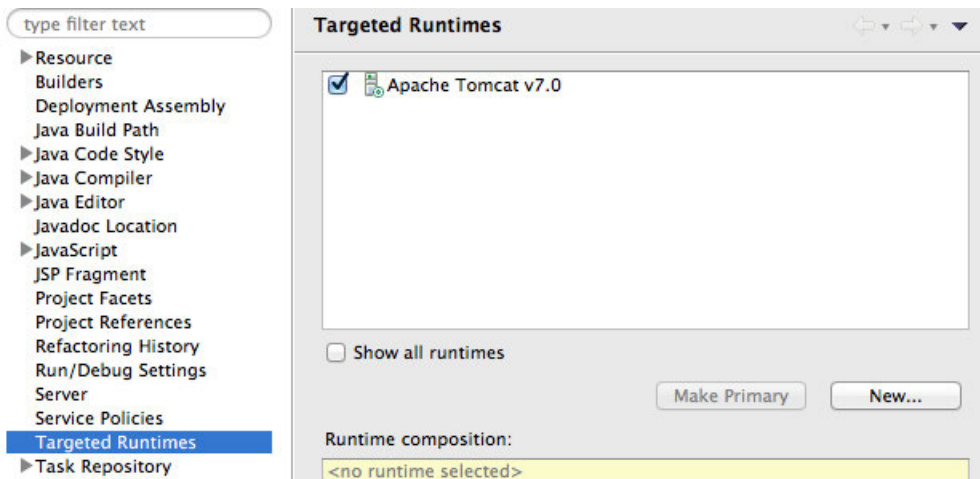 type filter text
Resource
Builders
Deployment Assembly
Java Build Path
Java Code Style
Java Compiler
Java Editor
Javadoc Location
JavaScript
JSP Fragment
Project Facets
Project References
Refactoring History
Run/Debug Settings
Server
Service Policies
Targeted Runtimes
Task Repository
Targeted Runtimes
Apache Tomcat v7.0
Show all runtimes
Make Primary
New...
Runtime composition:
<no runtime selected>